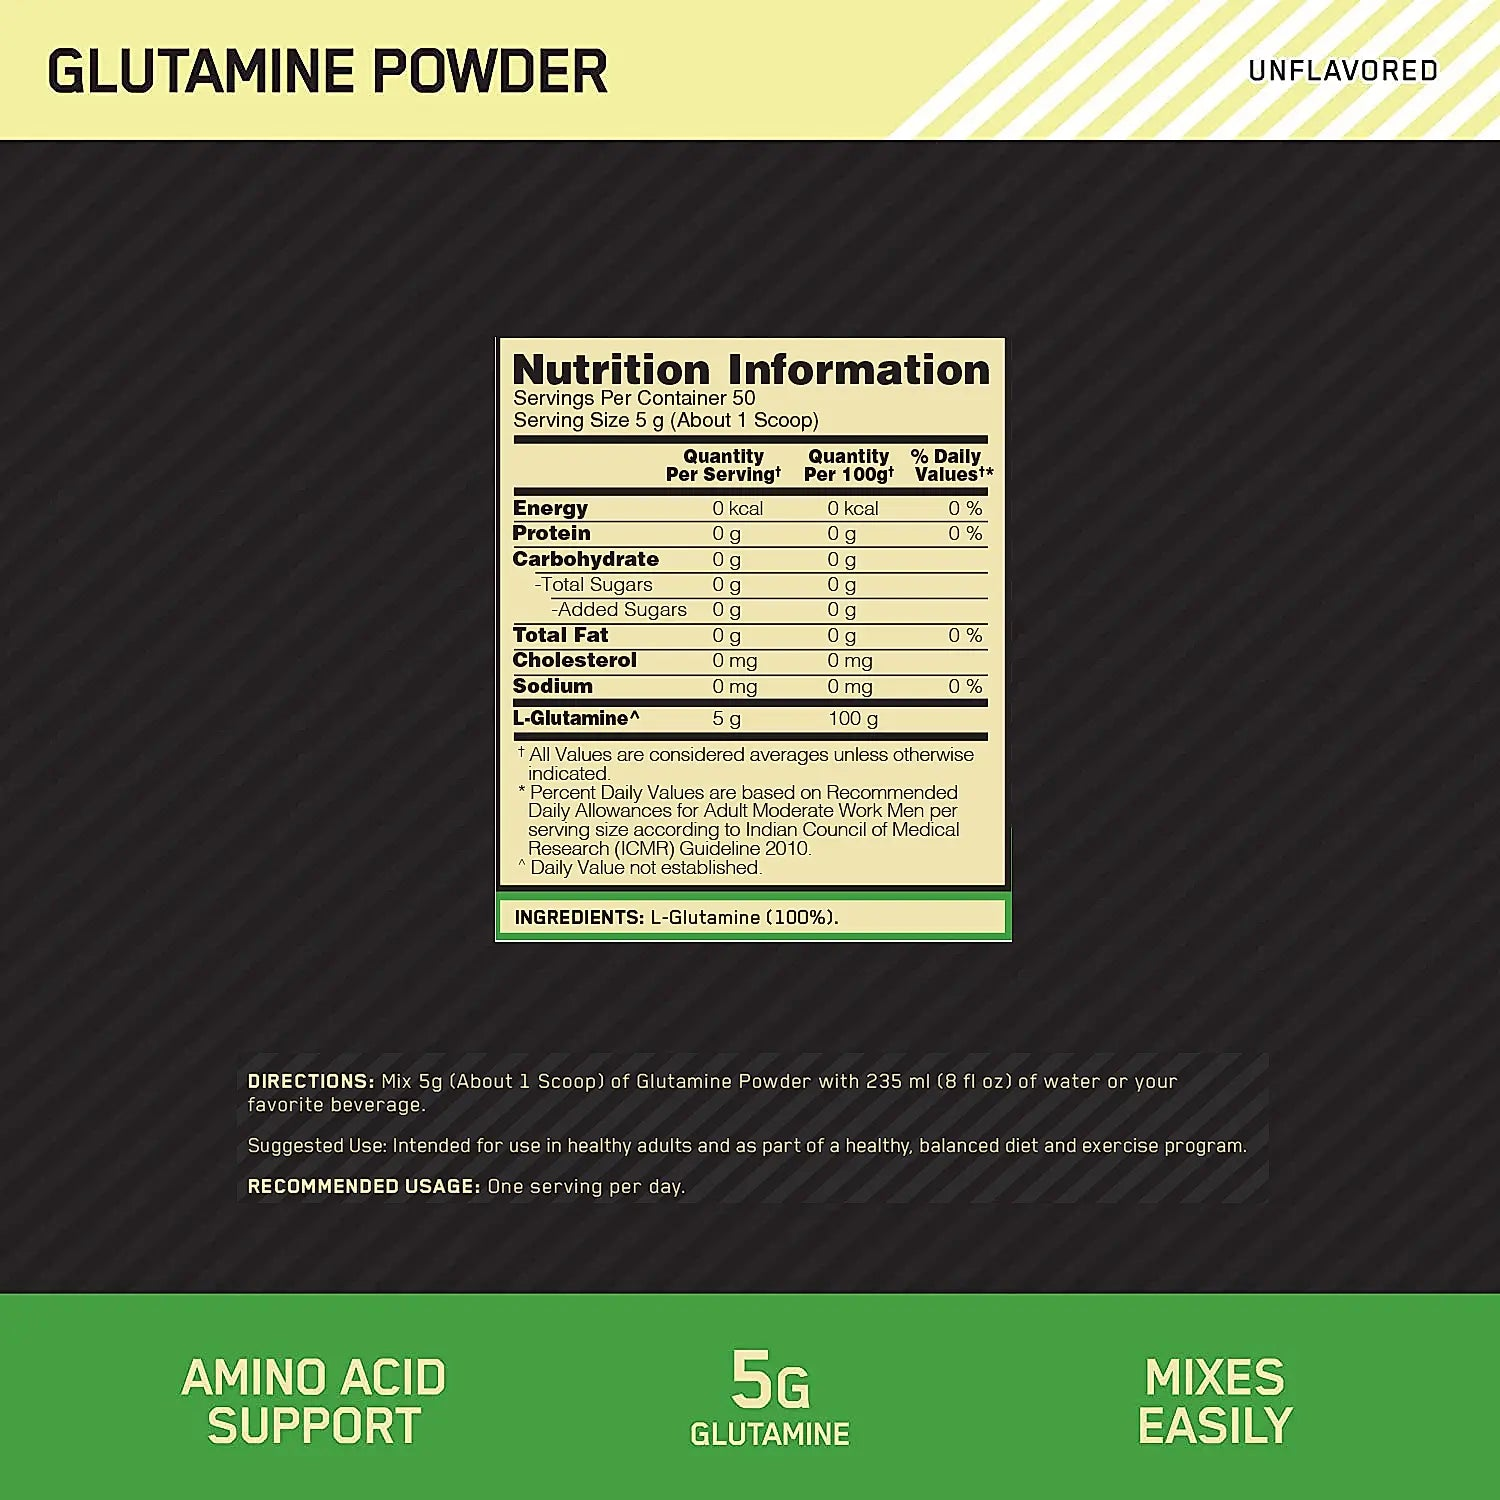 GLUTAMINE POWDER
UNFLAVORED
Nutrition Information
Servings Per Container 50
Serving Size 5 g (About 1 Scoop)
Quantity Per Serving† Quantity Per 100g† % Daily Values†*
Energy 0 kcal 0 kcal 0 %
Protein 0 g 0 g 0 %
Carbohydrate 0 g 0 g
-Total Sugars 0 g 0 g
-Added Sugars 0 g 0 g
Total Fat 0 g 0 g 0 %
Cholesterol 0 mg 0 mg
Sodium 0 mg 0 mg 0 %
L-Glutamine^ 5 g 100 g
† All Values are considered averages unless otherwise
indicated.
* Percent Daily Values are based on Recommended
Daily Allowances for Adult Moderate Work Men per
serving size according to Indian Council of Medical
Research (ICMR) Guideline 2010.
^ Daily Value not established.
INGREDIENTS: L-Glutamine (100%).
DIRECTIONS: Mix 5g (About 1 Scoop) of Glutamine Powder with 235 ml (8 fl oz) of water or your
favorite beverage.
Suggested Use: Intended for use in healthy adults and as part of a healthy, balanced diet and exercise program.
RECOMMENDED USAGE: One serving per day.
AMINO ACID
SUPPORT
5G
GLUTAMINE
MIXES
EASILY